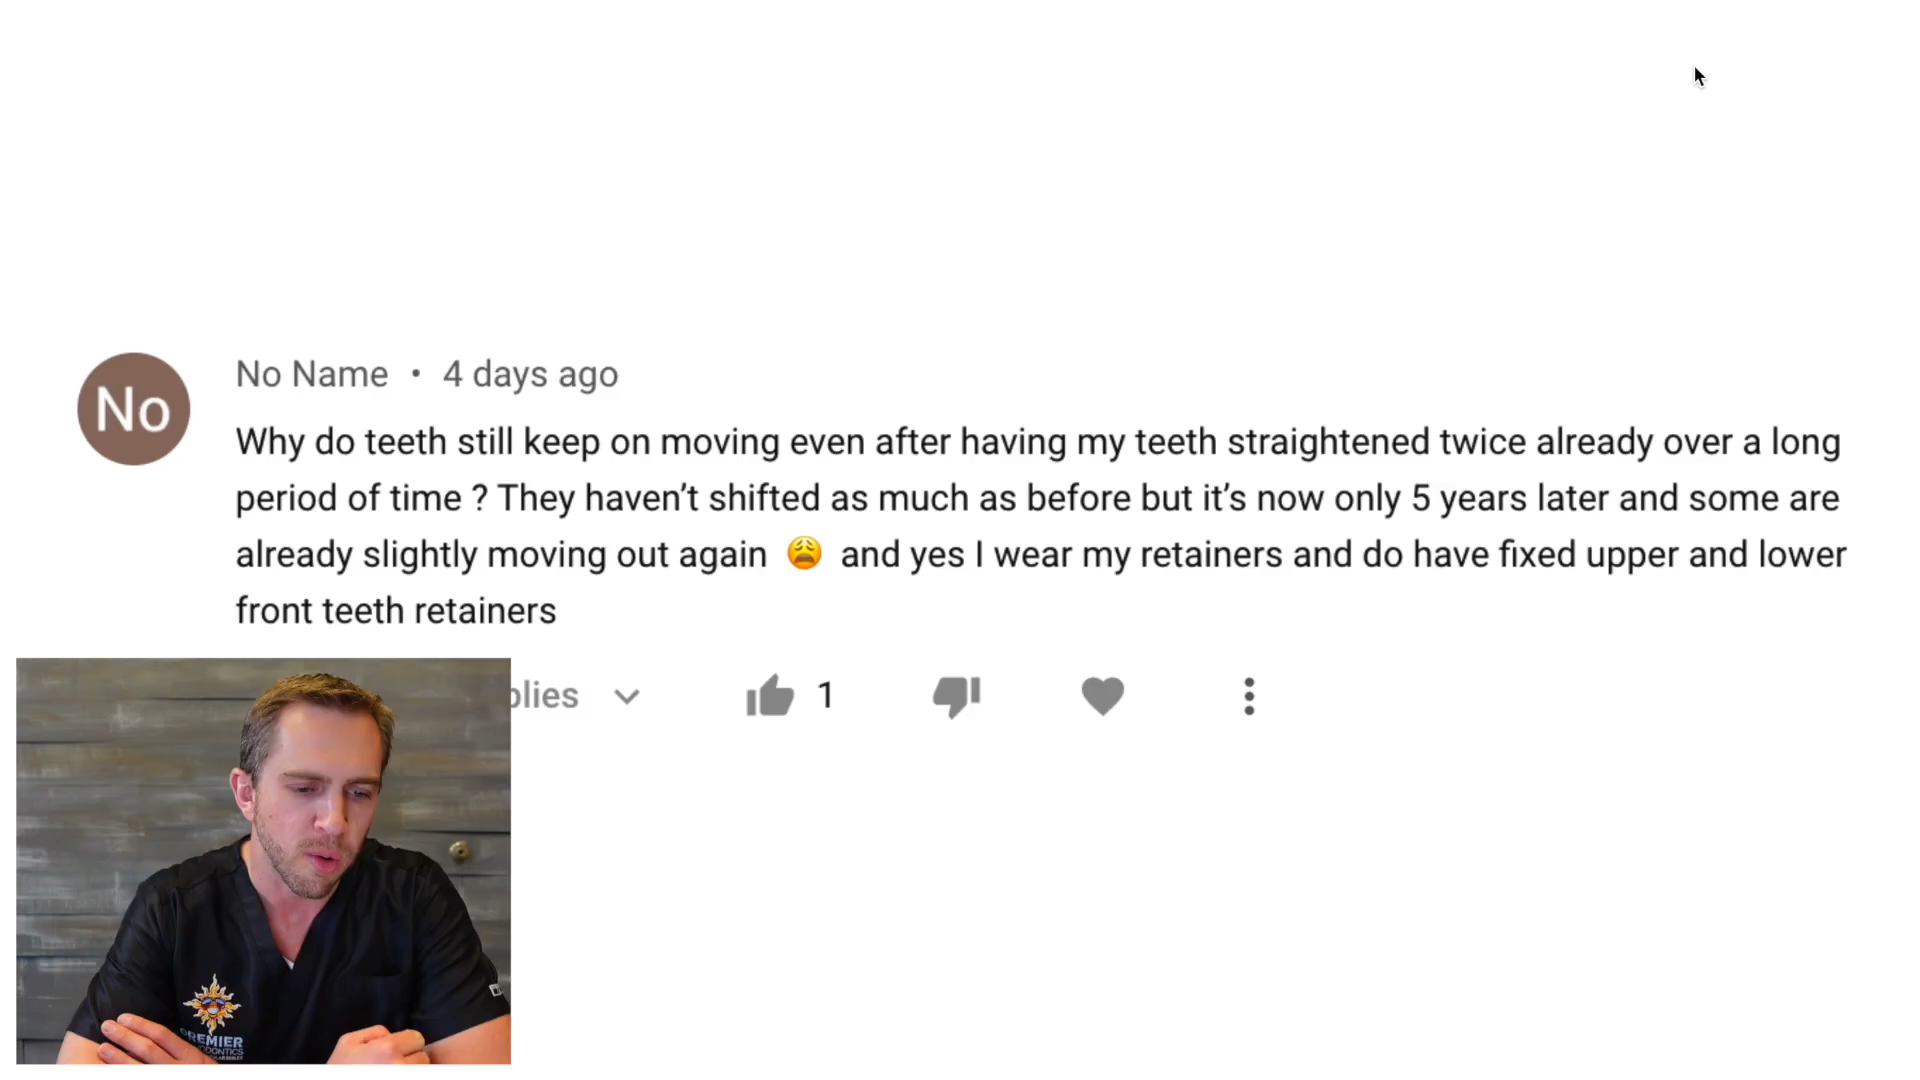 No
No Name • 4 days ago
Why do teeth still keep on moving even after having my teeth straightened twice already over a long
period of time ? They haven’t shifted as much as before but it’s now only 5 years later and some are
already slightly moving out again 😩 and yes I wear my retainers and do have fixed upper and lower
front teeth retainers
plies
1
PREMIER